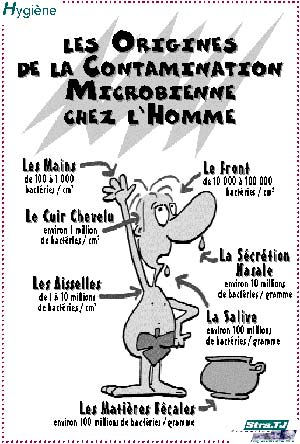 Hygiène
Les Origines
de la Contamination
Microbienne
chez l'Homme
Les Mains
de 100 à 1 000
bactéries / cm²
Le Front
de 10 000 à 100 000
bactéries / cm²
Le Cuir Chevelu
environ 1 million
de bactéries / cm²
La Sécrétion
Nasale
environ 10 millions
de bactéries / gramme
Les Aisselles
de 1 à 10 millions
de bactéries / cm²
La Salive
environ 100 millions
de bactéries / gramme
Les Matières Fécales
environ 100 millions de bactéries / gramme
Stra.TJ